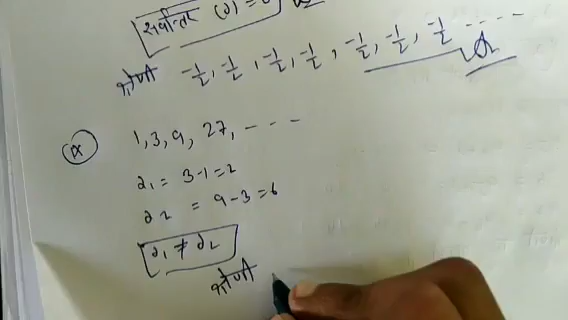 सर्वान्तर (d) = 0
श्रेणी -1/2, -1/2, -1/2, -1/2, -1/2, -1/2, -1/2 ----
(ix) 1, 3, 9, 27, ---
d1 = 3-1=2
d2 = 9-3=6
d1 ≠ d2
श्रेणी